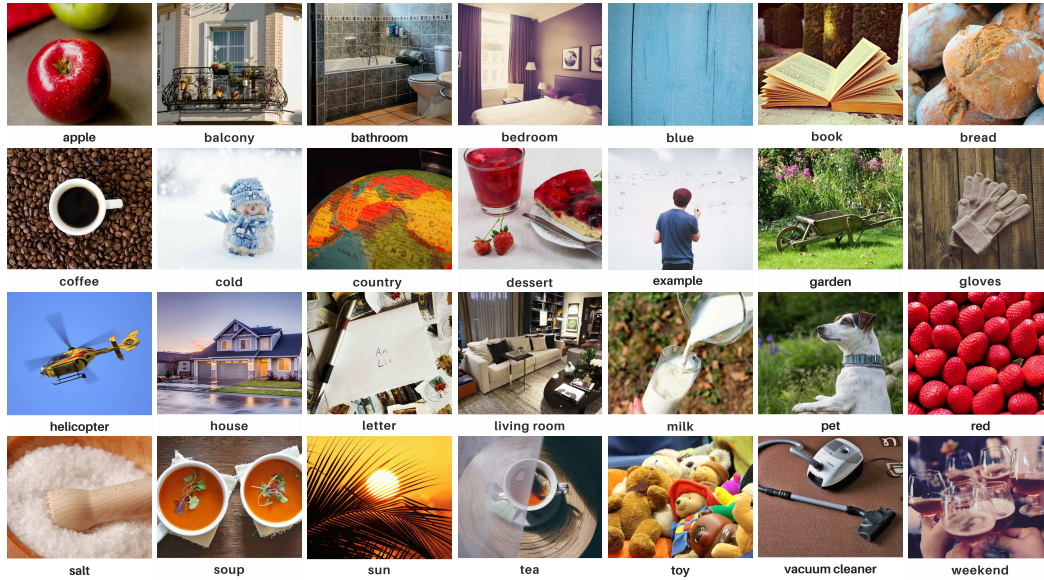 apple
balcony
bathroom
bedroom
blue
book
bread
coffee
cold
country
dessert
example
garden
gloves
An
helicopter
house
letter
living room
milk
pet
red
salt
soup
sun
tea
toy
vacuum cleaner
weekend